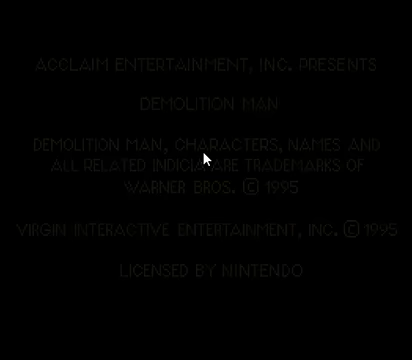 ACCLAIM ENTERTAINMENT, INC. PRESENTS
DEMOLITION MAN
DEMOLITION MAN, CHARACTERS, NAMES AND
ALL RELATED INDICIA ARE TRADEMARKS OF
WARNER BROS. © 1995
VIRGIN INTERACTIVE ENTERTAINMENT, INC. © 1995
LICENSED BY NINTENDO